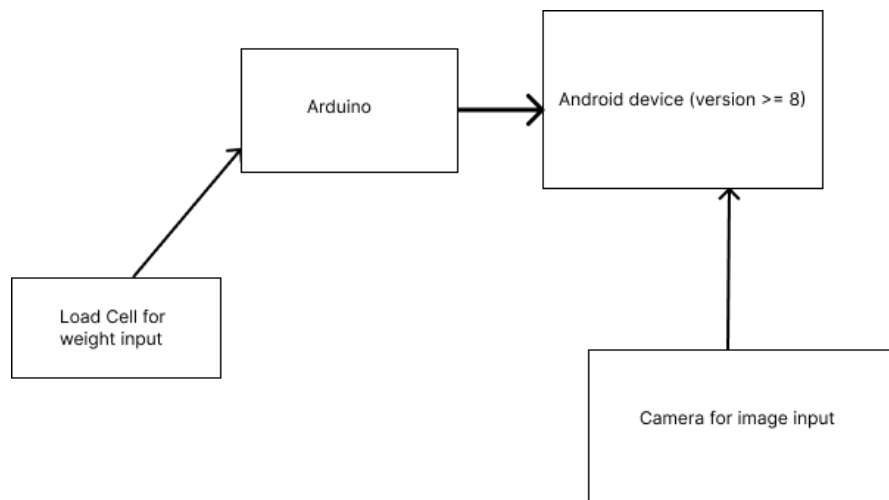 Arduino
Android device (version >= 8)
Load Cell for
weight input
Camera for image input